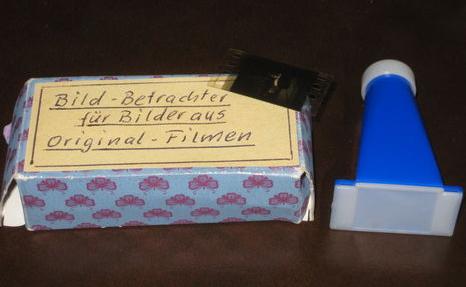 Bild-Betrachter
für Bilder aus
Original-Filmen